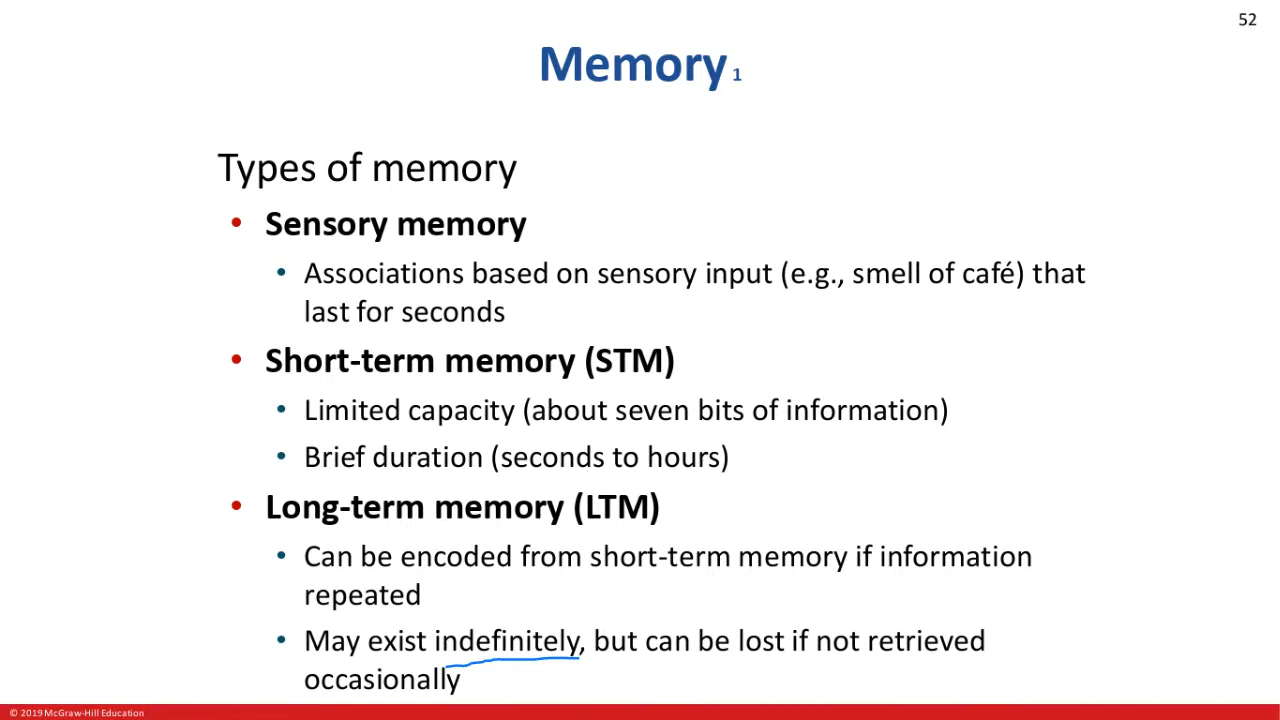 52
Memory 1
Types of memory
• Sensory memory
• Associations based on sensory input (e.g., smell of café) that
last for seconds
• Short-term memory (STM)
• Limited capacity (about seven bits of information)
• Brief duration (seconds to hours)
• Long-term memory (LTM)
• Can be encoded from short-term memory if information
repeated
• May exist indefinitely, but can be lost if not retrieved
occasionally
© 2019 McGraw-Hill Education